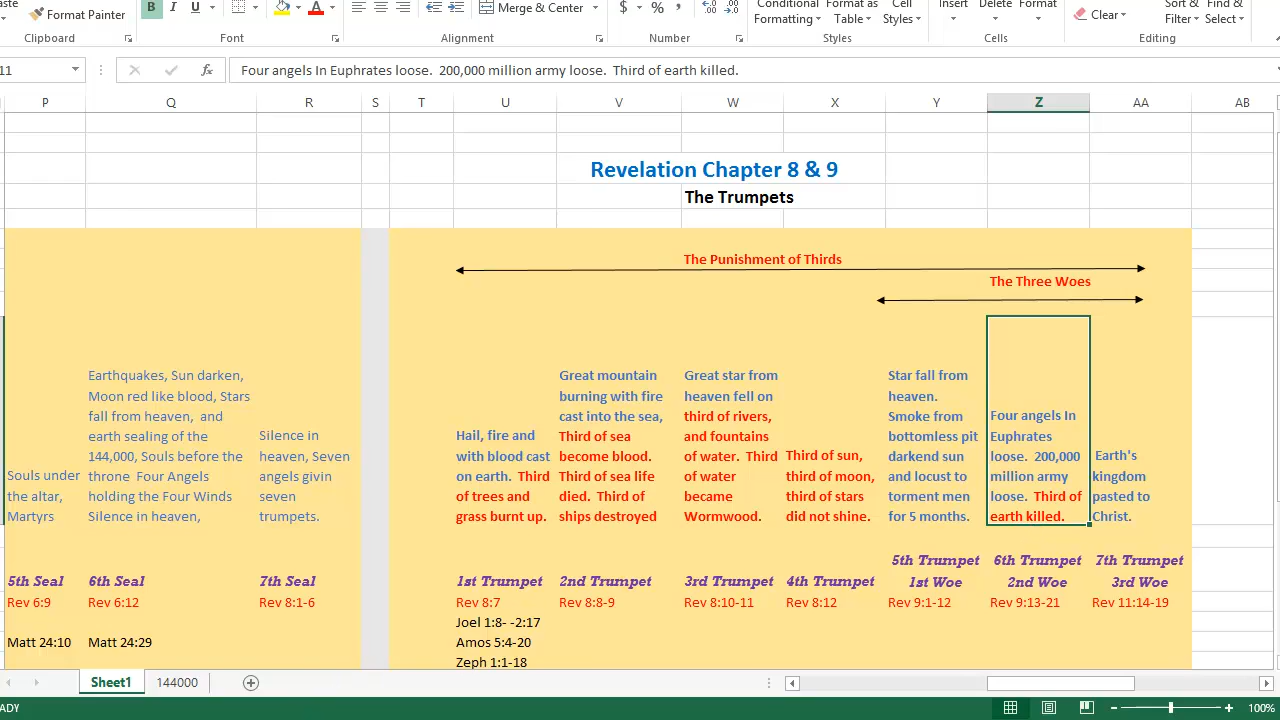 Format Painter
B I U
A
Merge & Center
$ % ,
Conditional Format as Cell
Formatting Table Styles
Insert Delete Format
Clear
Sort & Find &
Filter Select
Clipboard Font Alignment Number Styles Cells Editing
11 fx Four angels In Euphrates loose. 200,000 million army loose. Third of earth killed.
P Q R S T U V W X Y Z AA AB
Revelation Chapter 8 & 9
The Trumpets
The Punishment of Thirds
The Three Woes
Souls under
the altar,
Martyrs
Earthquakes, Sun darken,
Moon red like blood, Stars
fall from heaven, and
earth sealing of the
144,000, Souls before the
throne Four Angels
holding the Four Winds
Silence in heaven,
Silence in
heaven, Seven
angels givin
seven
trumpets.
Hail, fire and
with blood cast
on earth. Third
of trees and
grass burnt up.
Great mountain
burning with fire
cast into the sea,
Third of sea
become blood.
Third of sea life
died. Third of
ships destroyed
Great star from
heaven fell on
third of rivers,
and fountains
of water. Third
of water
became
Wormwood.
Third of sun,
third of moon,
third of stars
did not shine.
Star fall from
heaven.
Smoke from
bottomless pit
darkend sun
and locust to
torment men
for 5 months.
Four angels In
Euphrates
loose. 200,000
million army
loose. Third of
earth killed.
Earth's
kingdom
pasted to
Christ.
5th Seal 6th Seal 7th Seal 1st Trumpet 2nd Trumpet 3rd Trumpet 4th Trumpet
5th Trumpet 6th Trumpet 7th Trumpet
1st Woe 2nd Woe 3rd Woe
Rev 6:9 Rev 6:12 Rev 8:1-6 Rev 8:7 Rev 8:8-9 Rev 8:10-11 Rev 8:12 Rev 9:1-12 Rev 9:13-21 Rev 11:14-19
Joel 1:8- -2:17
Matt 24:10 Matt 24:29 Amos 5:4-20
Zeph 1:1-18
Sheet1 144000
ADY 100%